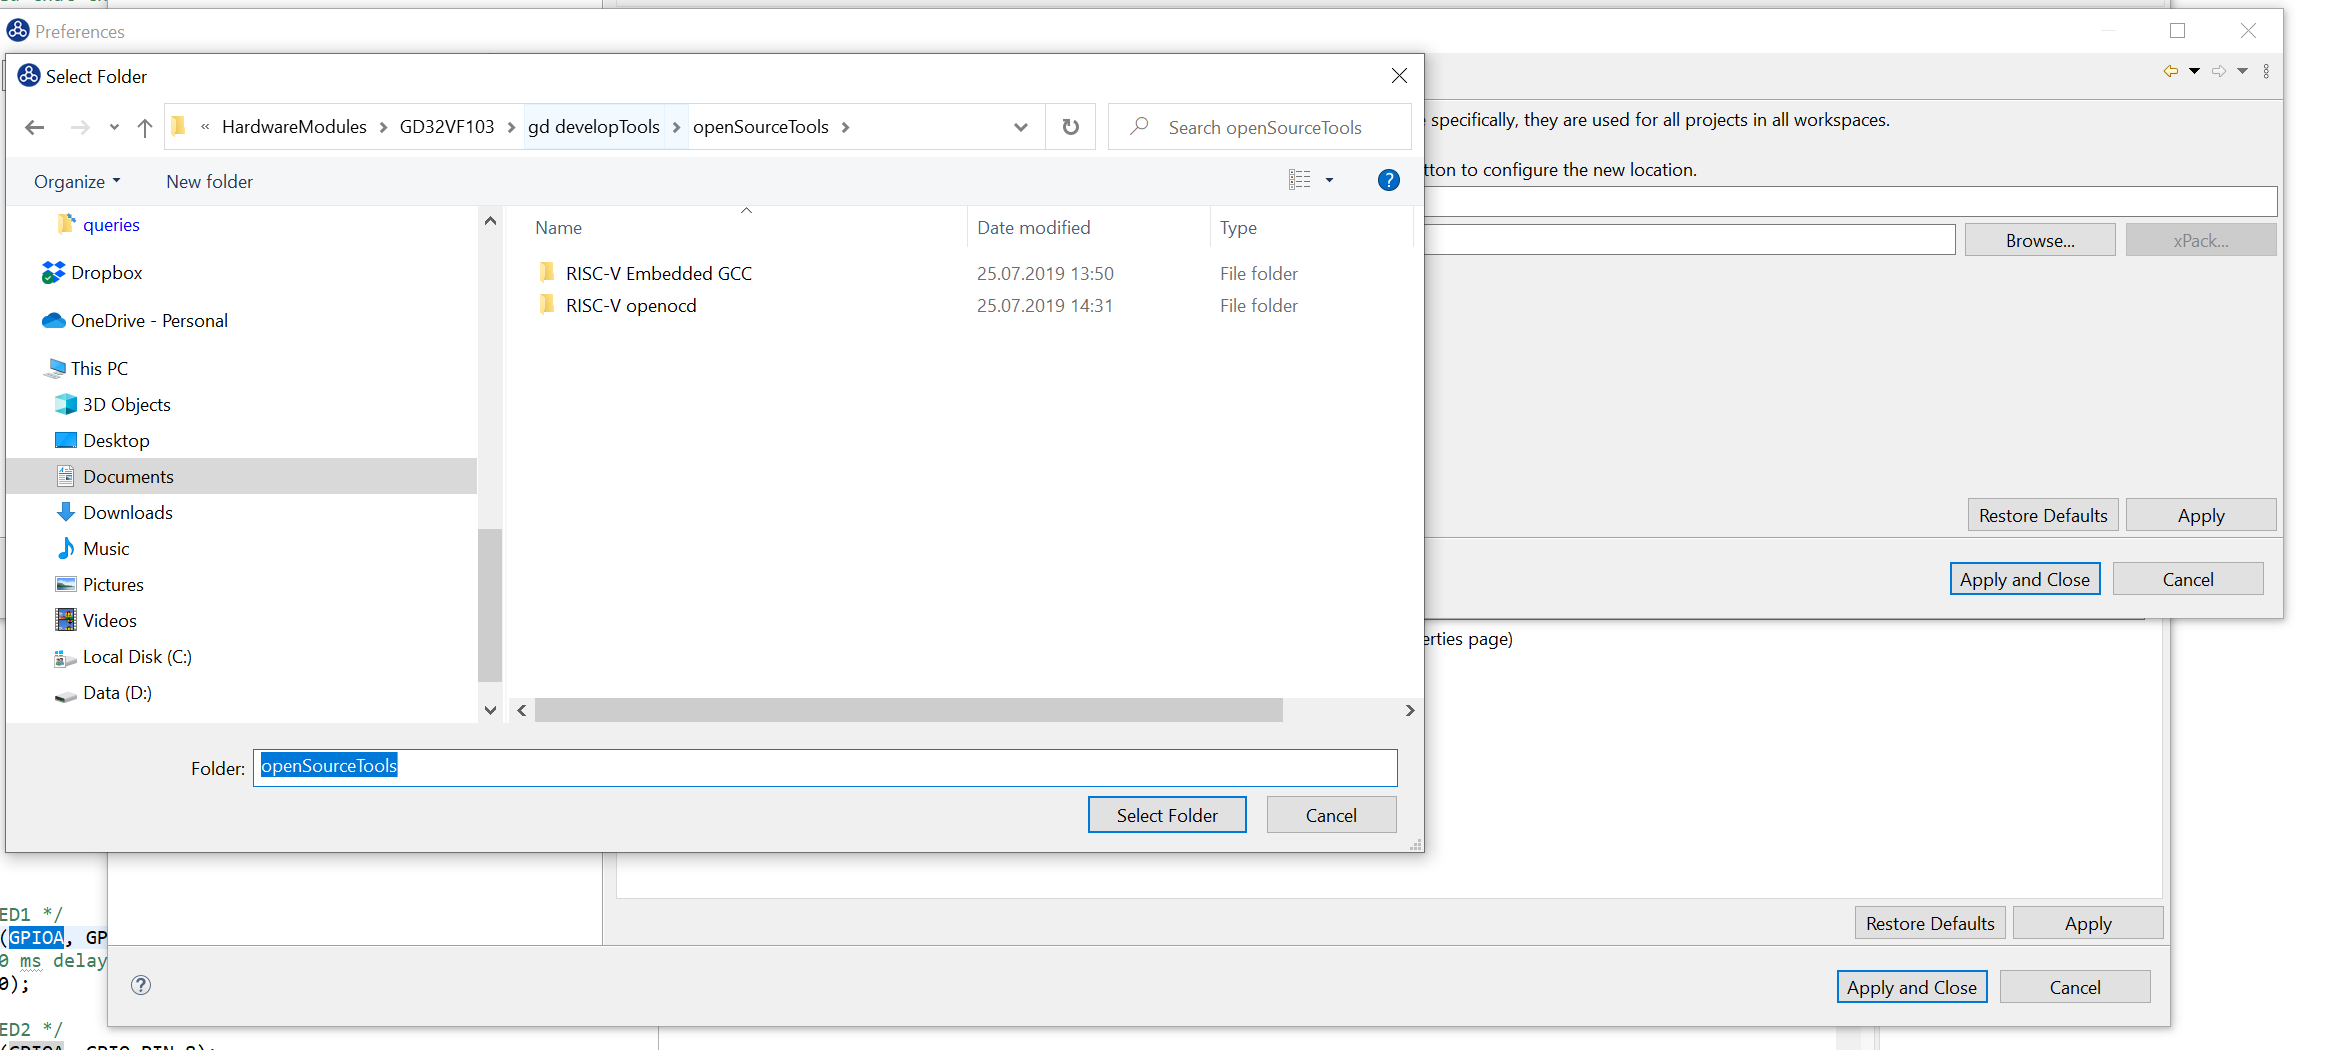 Preferences
Select Folder
« HardwareModules > GD32VF103 > gd developTools > openSourceTools >
Search openSourceTools
specifically, they are used for all projects in all workspaces.
Organize
New folder
tton to configure the new location.
Browse...
xPack...
queries
Dropbox
OneDrive - Personal
This PC
3D Objects
Desktop
Documents
Downloads
Music
Pictures
Videos
Local Disk (C:)
Data (D:)
Name Date modified Type
RISC-V Embedded GCC 25.07.2019 13:50 File folder
RISC-V openocd 25.07.2019 14:31 File folder
Restore Defaults
Apply
Apply and Close
Cancel
erties page)
Folder: openSourceTools
Select Folder
Cancel
ED1 */
(GPIOA, GP
0 ms delay
0);
ED2 */
Restore Defaults
Apply
Apply and Close
Cancel